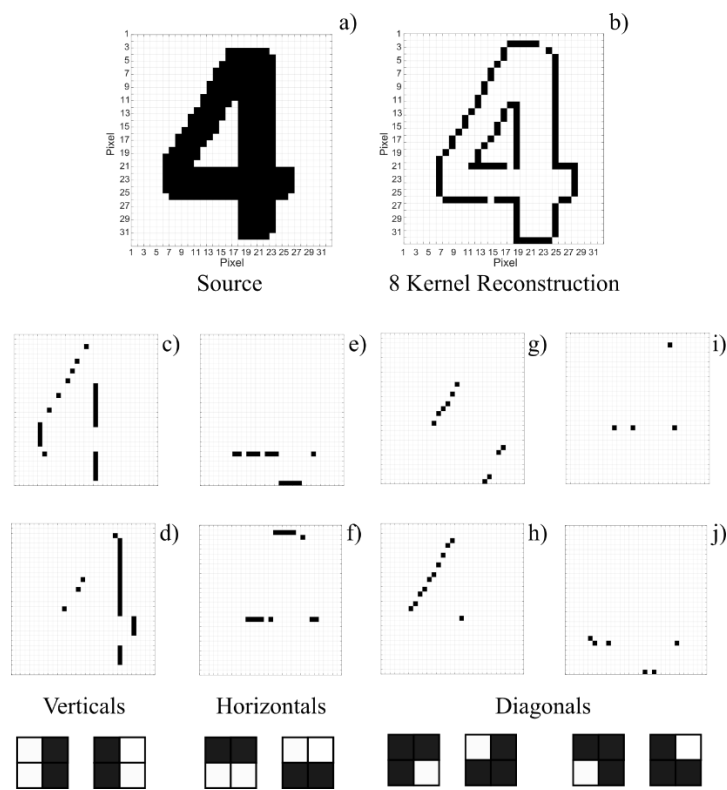 a)
b)
1
3
5
7
9
11
13
15
17
19
21
23
25
27
29
31
Pixel
1 3 5 7 9 11 13 15 17 19 21 23 25 27 29 31
Pixel
Source
1
3
5
7
9
11
13
15
17
19
21
23
25
27
29
31
Pixel
1 3 5 7 9 11 13 15 17 19 21 23 25 27 29 31
Pixel
8 Kernel Reconstruction
c) e) g) i)
d) f) h) j)
Verticals Horizontals Diagonals